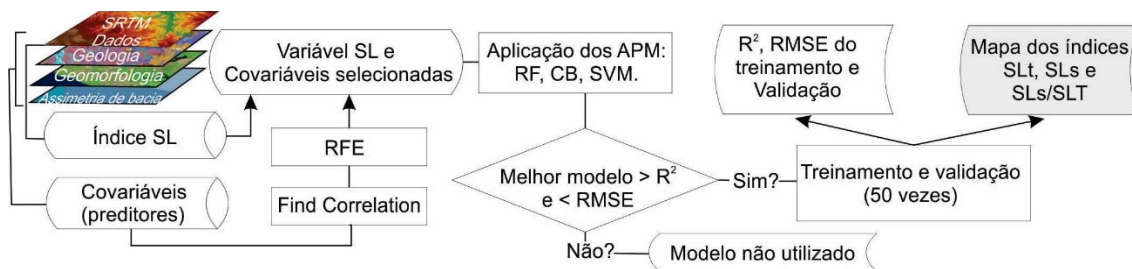 SRTM
Dados
Geologia
Geomorfologia
Assimetria de bacia
Índice SL
Covariáveis
(preditores)
Variável SL e
Covariáveis selecionadas
RFE
Find Correlation
Aplicação dos APM:
RF, CB, SVM.
Melhor modelo > R²
e < RMSE
Não?
Modelo não utilizado
Sim?
Treinamento e validação
(50 vezes)
R², RMSE do
treinamento e
Validação
Mapa dos índices
SLt, SLs e
SLs/SLT